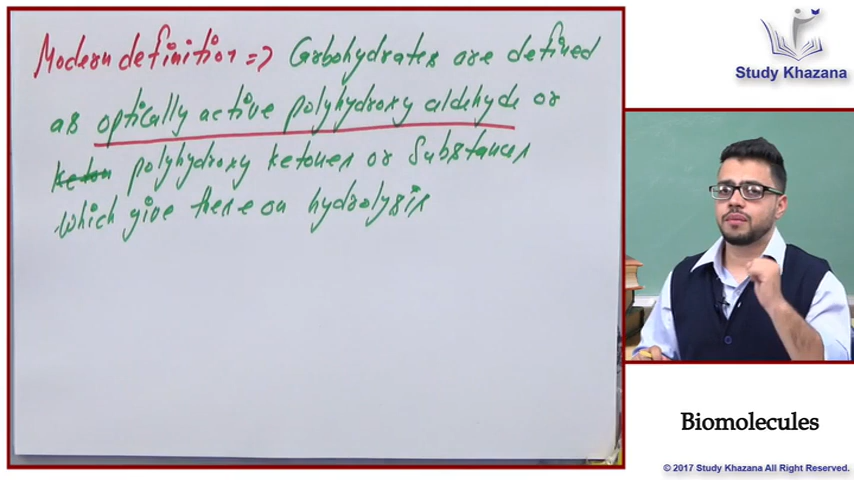 Modern definition => Carbohydrates are defined
as optically active polyhydroxy aldehyde or
polyhydroxy ketones or Substances
which give these on hydrolysis
Study Khazana
Biomolecules
© 2017 Study Khazana All Right Reserved.